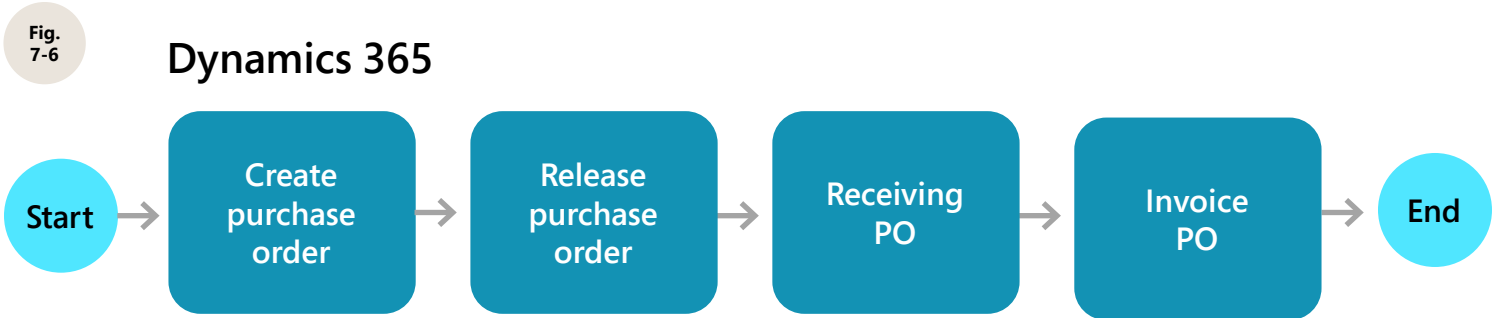 Fig.
7-6
Dynamics 365
Start
Create
purchase
order
Release
purchase
order
Receiving
PO
Invoice
PO
End